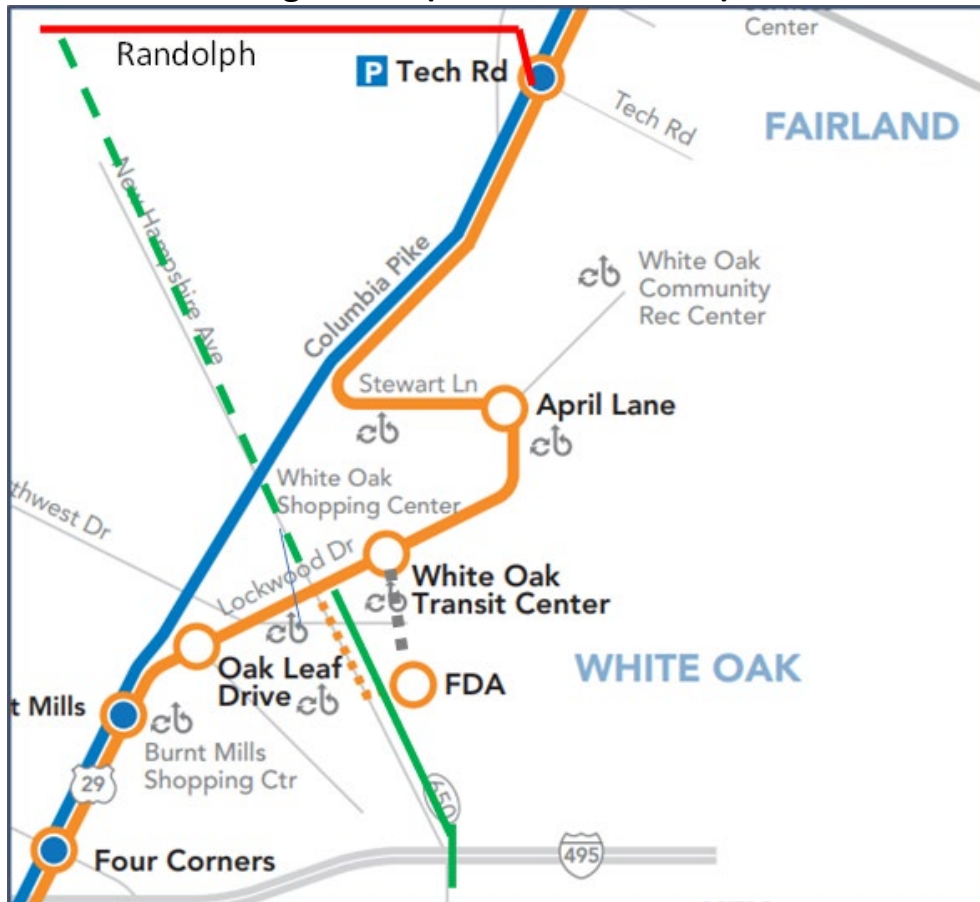 Center
Randolph
P Tech Rd
Tech Rd
FAIRLAND
New Hampshire Ave
Columbia Pike
White Oak
Community
Rec Center
Stewart Ln
April Lane
White Oak
Shopping Center
thwest Dr
Lockwood Dr
White Oak
Transit Center
Oak Leaf
Drive
FDA
WHITE OAK
t Mills
Burnt Mills
Shopping Ctr
29
650
Four Corners
495